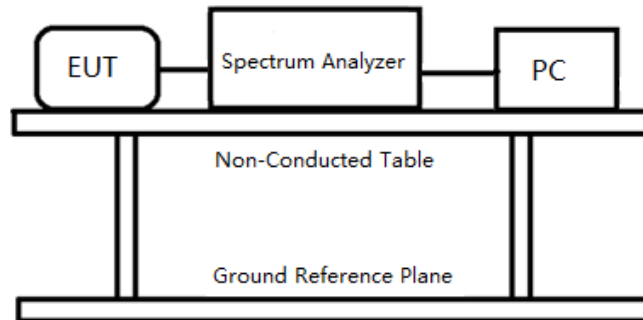 EUT
Spectrum Analyzer
PC
Non-Conducted Table
Ground Reference Plane